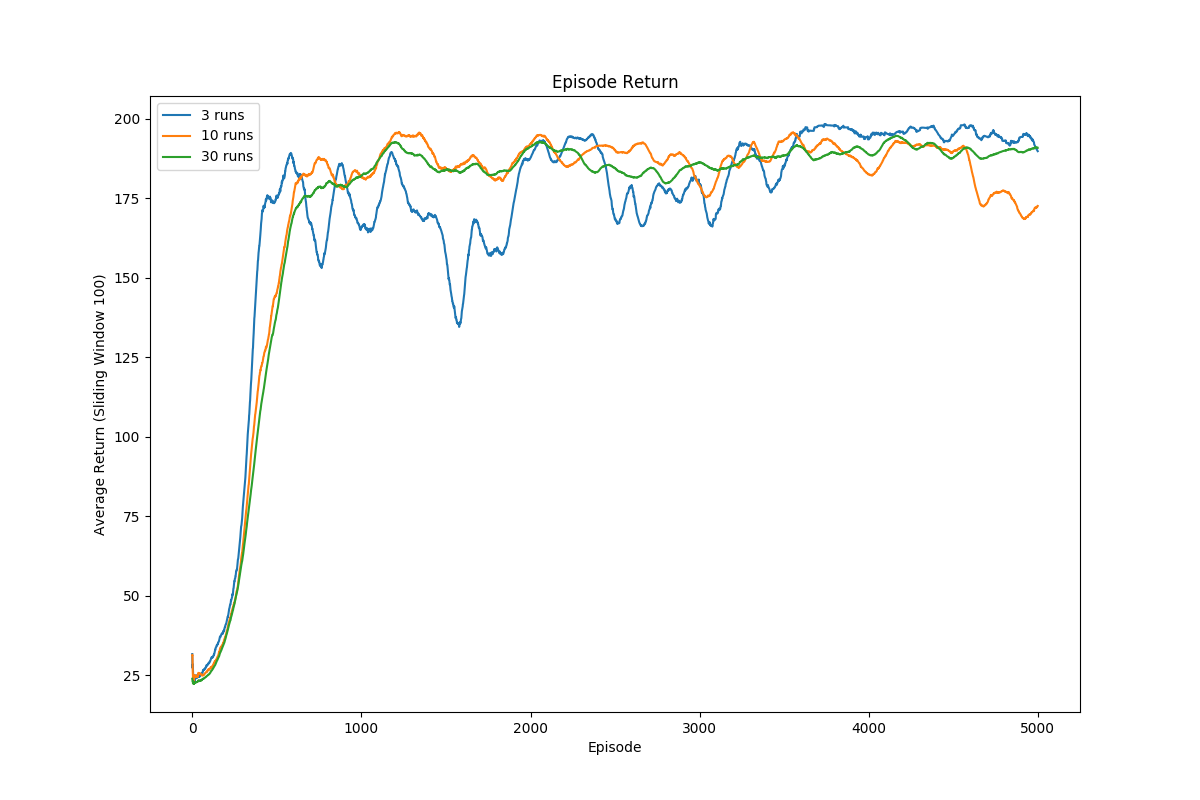 Episode Return
3 runs
10 runs
30 runs
200
175
150
125
100
75
50
25
Average Return (Sliding Window 100)
0 1000 2000 3000 4000 5000
Episode